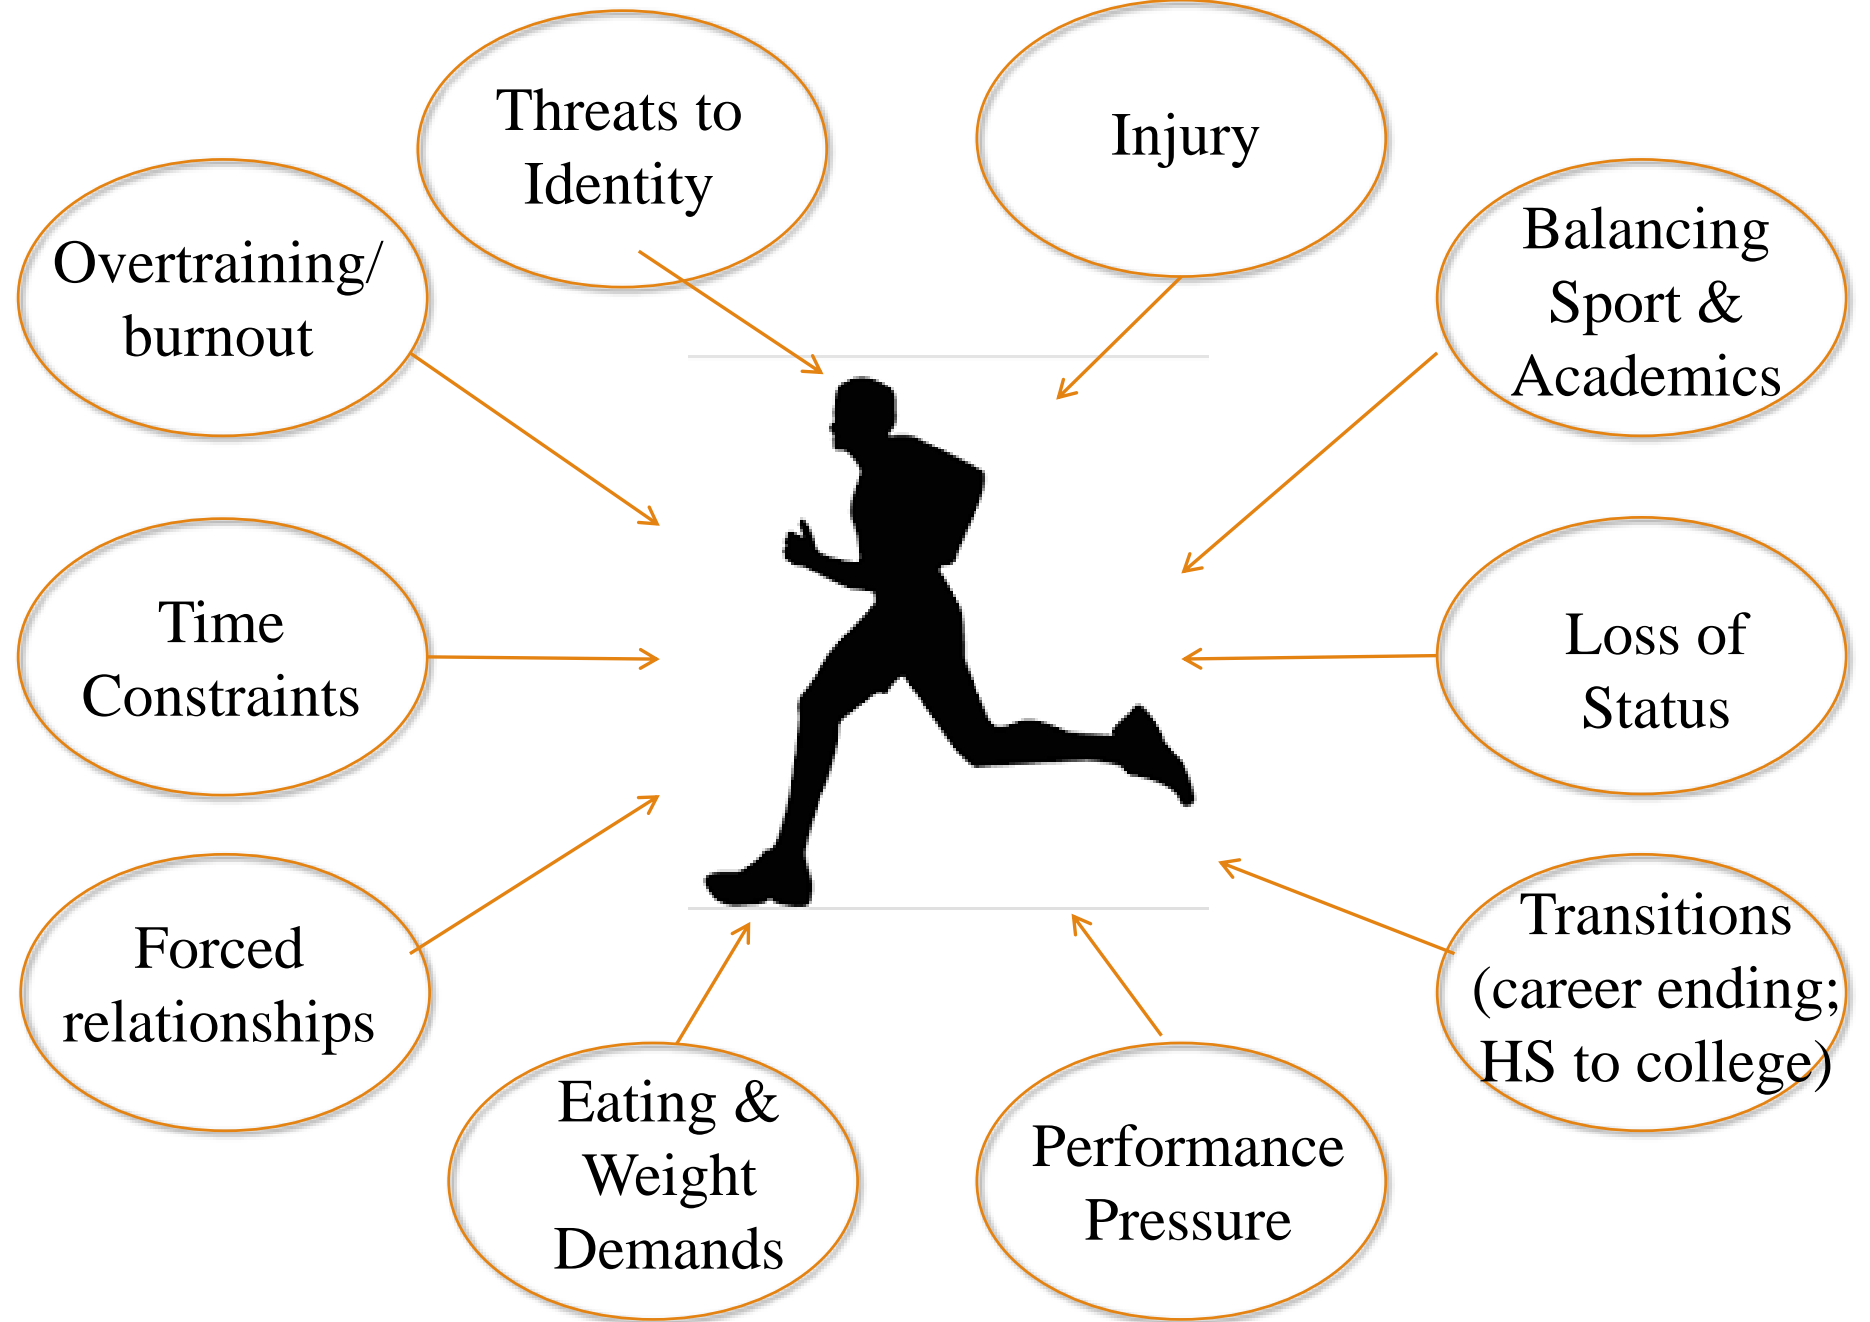 Threats to
Identity
Injury
Overtraining/
burnout
Balancing
Sport &
Academics
Time
Constraints
Loss of
Status
Forced
relationships
Transitions
(career ending;
HS to college)
Eating &
Weight
Demands
Performance
Pressure